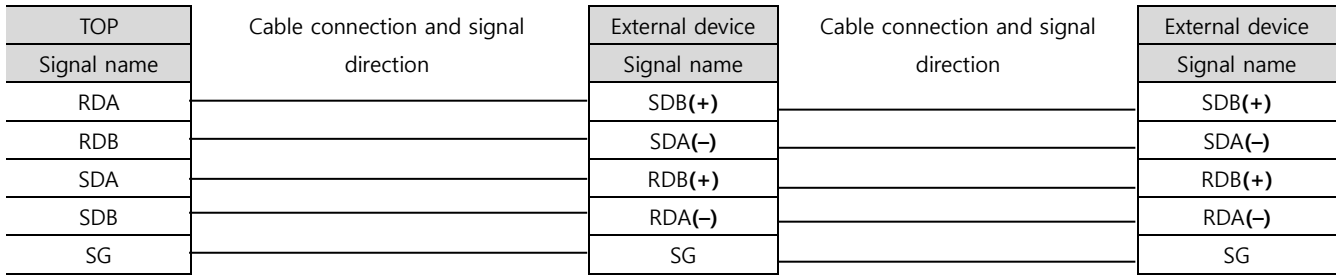 TOP Cable connection and signal External device Cable connection and signal External device
Signal name direction Signal name direction Signal name
RDA SDB(+) SDB(+)
RDB SDA(–) SDA(–)
SDA RDB(+) RDB(+)
SDB RDA(–) RDA(–)
SG SG SG